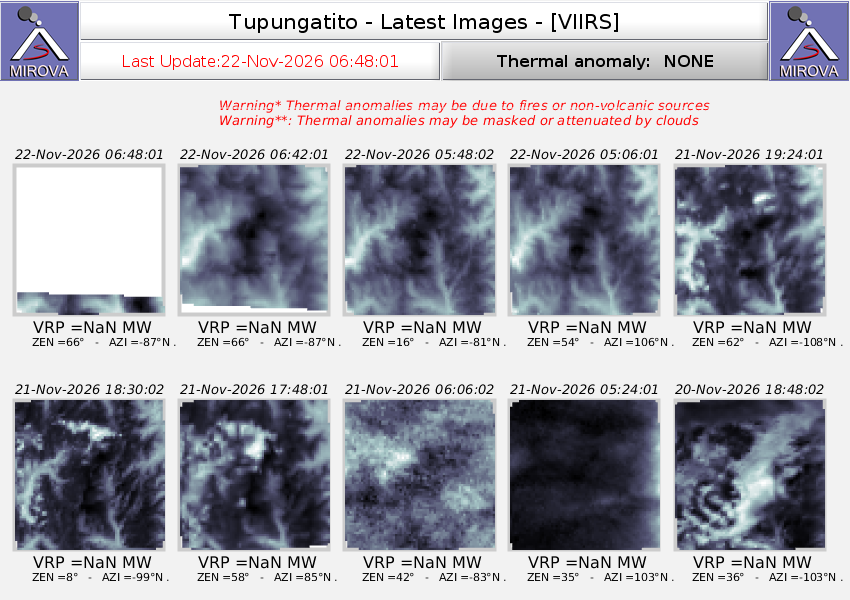 Tupungatito - Latest Images - [VIIRS]
MIROVA
Last Update:22-Nov-2026 06:48:01
Thermal anomaly: NONE
MIROVA
Warning* Thermal anomalies may be due to fires or non-volcanic sources
Warning**: Thermal anomalies may be masked or attenuated by clouds
22-Nov-2026 06:48:01
22-Nov-2026 06:42:01
22-Nov-2026 05:48:02
22-Nov-2026 05:06:01
21-Nov-2026 19:24:01
VRP =NaN MW
VRP =NaN MW
VRP =NaN MW
VRP =NaN MW
VRP =NaN MW
ZEN =66° - AZI =-87°N .
ZEN =66° - AZI =-87°N .
ZEN =16° - AZI =-81°N .
ZEN =54° - AZI =106°N .
ZEN =62° - AZI =-108°N .
21-Nov-2026 18:30:02
21-Nov-2026 17:48:01
21-Nov-2026 06:06:02
21-Nov-2026 05:24:01
20-Nov-2026 18:48:02
VRP =NaN MW
VRP =NaN MW
VRP =NaN MW
VRP =NaN MW
VRP =NaN MW
ZEN =8° - AZI =-99°N .
ZEN =58° - AZI =85°N .
ZEN =42° - AZI =-83°N .
ZEN =35° - AZI =103°N .
ZEN =36° - AZI =-103°N .